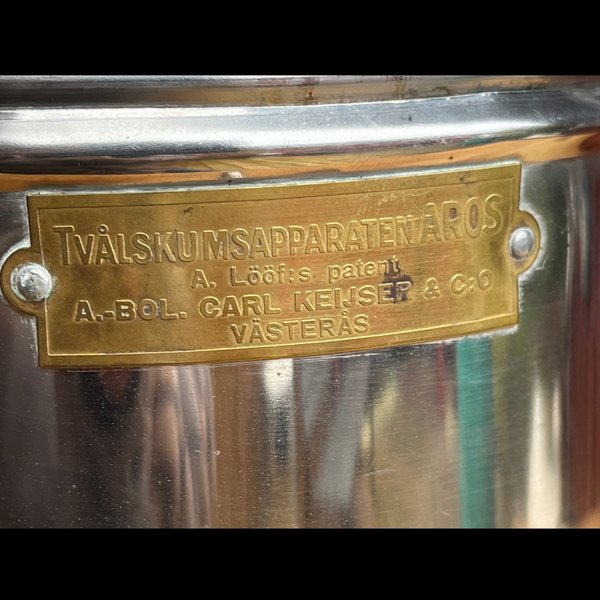 TVÅLSKUMSAPPARATEN AROS
A. Lööf:s patent
A.-BOL. CARL KEIJSER & C:O
VÄSTERÅS